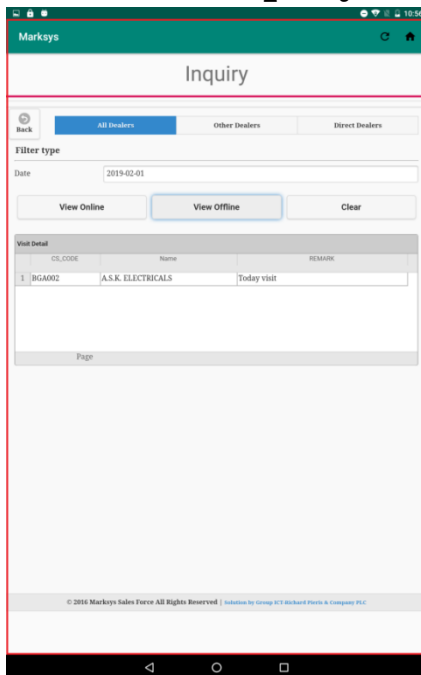 10:56
Marksys
Inquiry
Back
All Dealers Other Dealers Direct Dealers
Filter type
Date 2019-02-01
View Online View Offline Clear
Visit Detail
CS_CODE Name REMARK
1 BGA002 A.S.K. ELECTRICALS Today visit
Page
© 2016 Marksys Sales Force All Rights Reserved | Solution by Group ICT-Richard Pieris & Company PLC